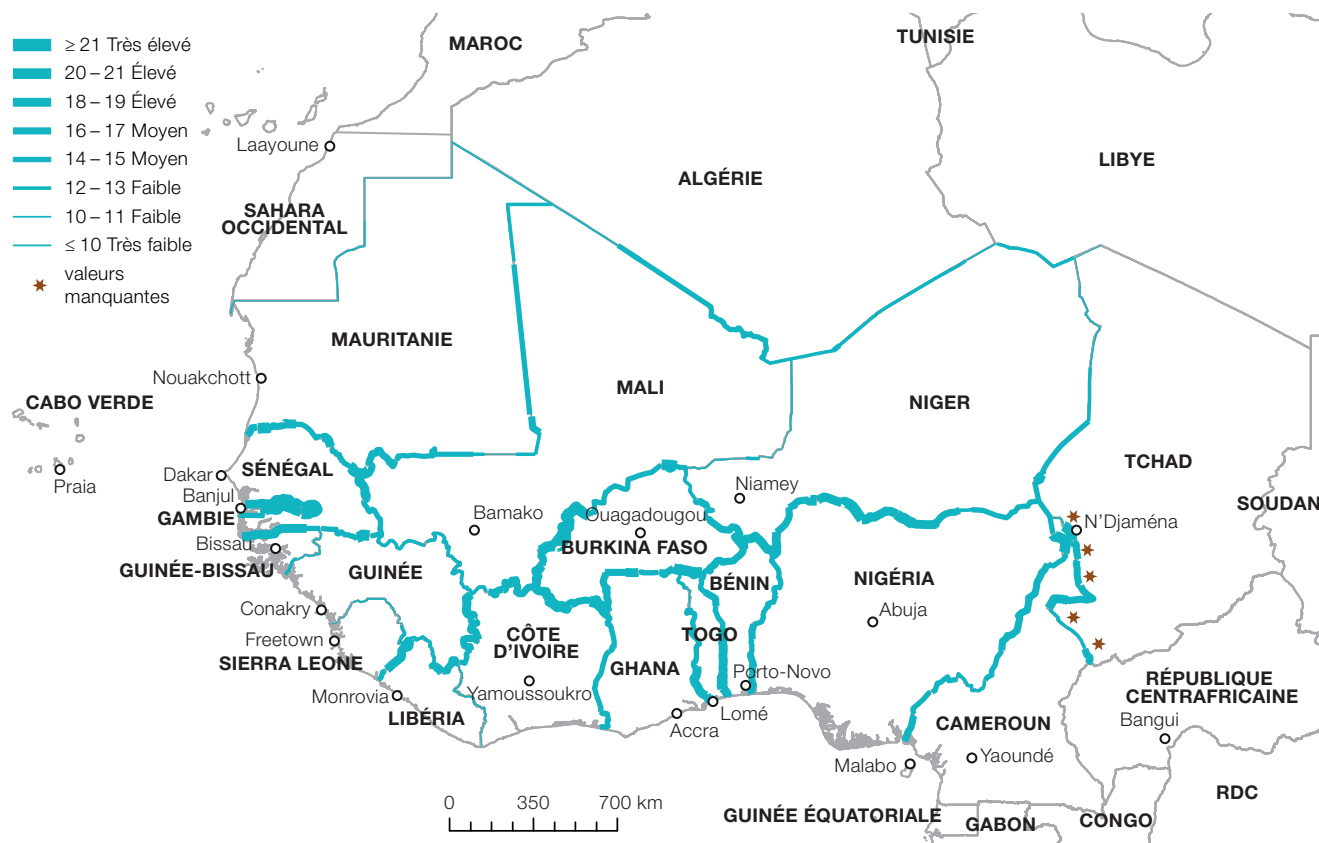 ≥ 21 Très élevé
20 – 21 Élevé
18 – 19 Élevé
16 – 17 Moyen
14 – 15 Moyen
12 – 13 Faible
10 – 11 Faible
≤ 10 Très faible
valeurs
manquantes
MAROC
TUNISIE
Laayoune
ALGÉRIE
LIBYE
SAHARA
OCCIDENTAL
MAURITANIE
Nouakchott
MALI
NIGER
CABO VERDE
Praia
TCHAD
Dakar
SÉNÉGAL
Banjul
GAMBIE
Bissau
GUINÉE-BISSAU
Bamako
Ouagadougou
BURKINA FASO
Niamey
N'Djaména
SOUDAN
GUINÉE
BÉNIN
NIGÉRIA
Abuja
Conakry
Freetown
SIERRA LEONE
CÔTE
D'IVOIRE
Yamoussoukro
GHANA
TOGO
Porto-Novo
Monrovia
LIBÉRIA
Accra
Lomé
CAMEROUN
Yaoundé
RÉPUBLIQUE
CENTRAFRICAINE
Bangui
Malabo
GUINÉE ÉQUATORIALE
GABON
CONGO
RDC
0 350 700 km